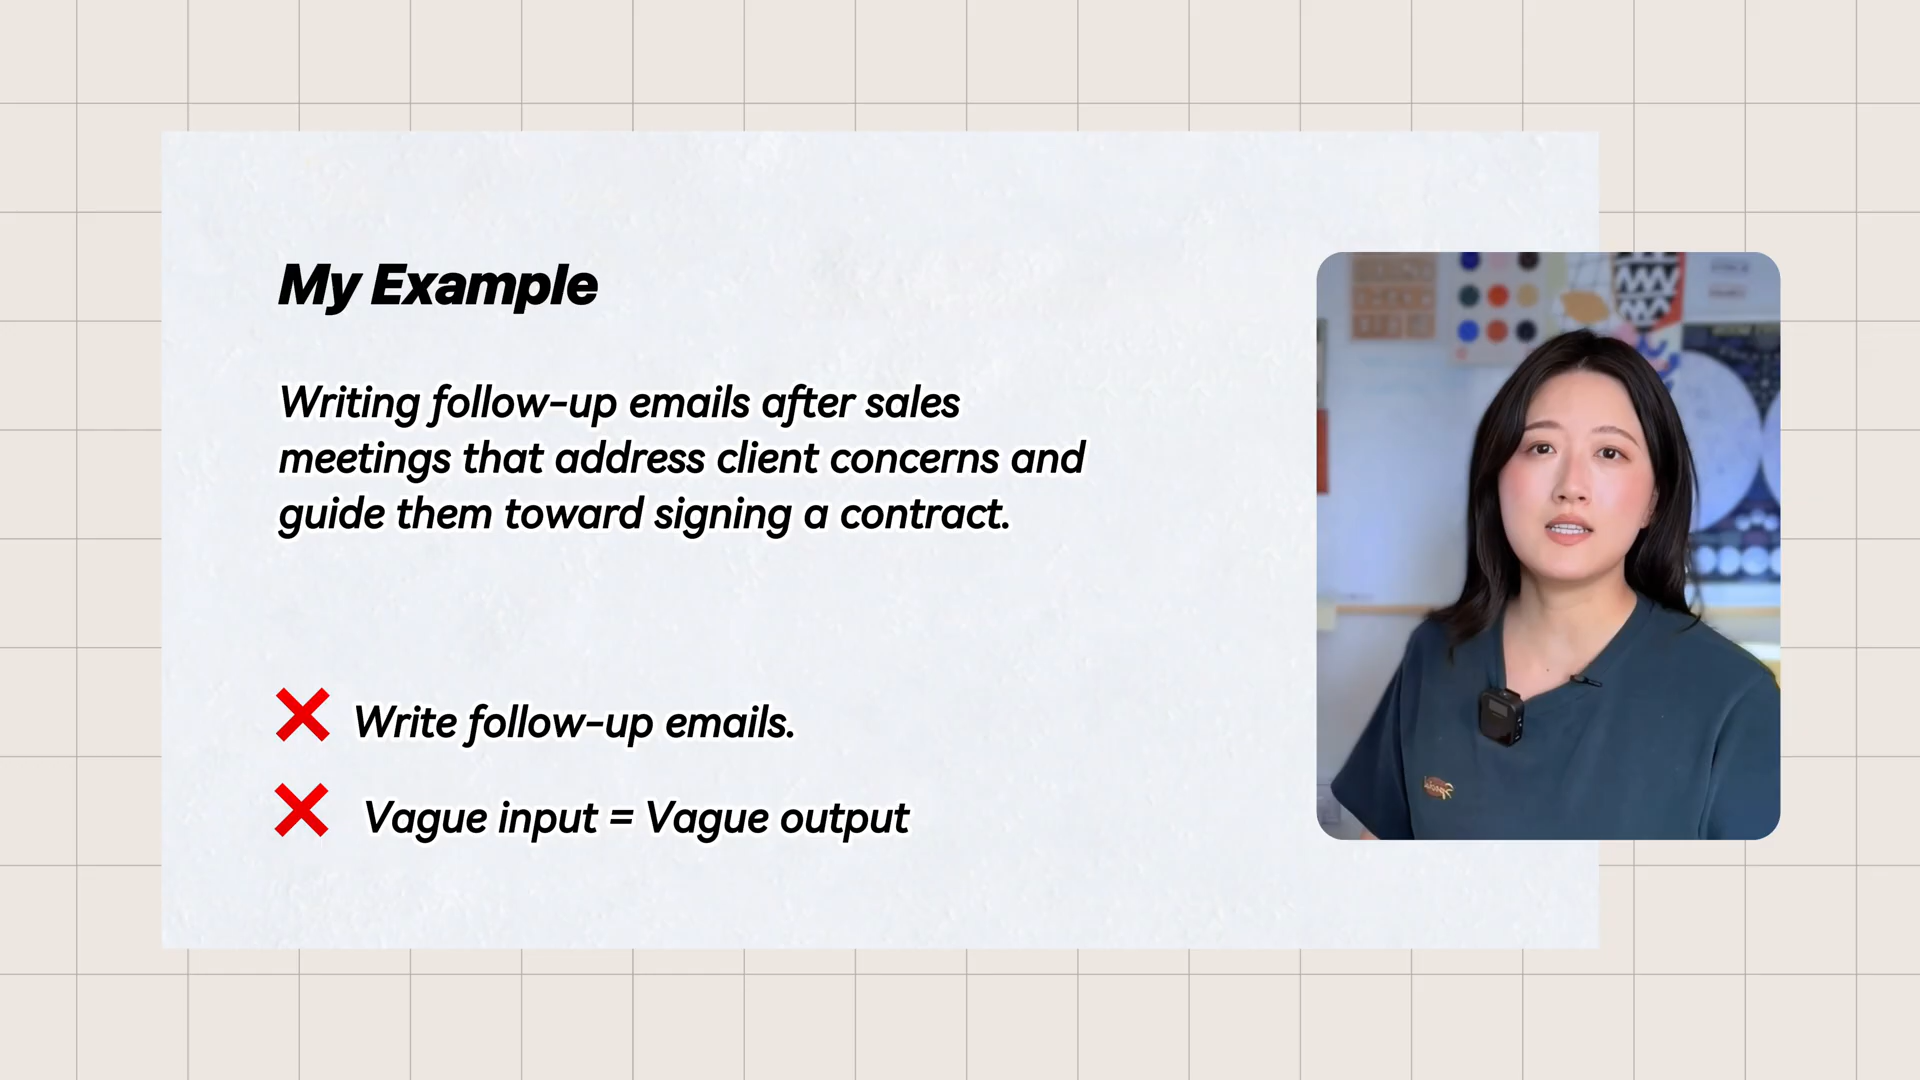 My Example
Writing follow-up emails after sales
meetings that address client concerns and
guide them toward signing a contract.
Write follow-up emails.
Vague input = Vague output